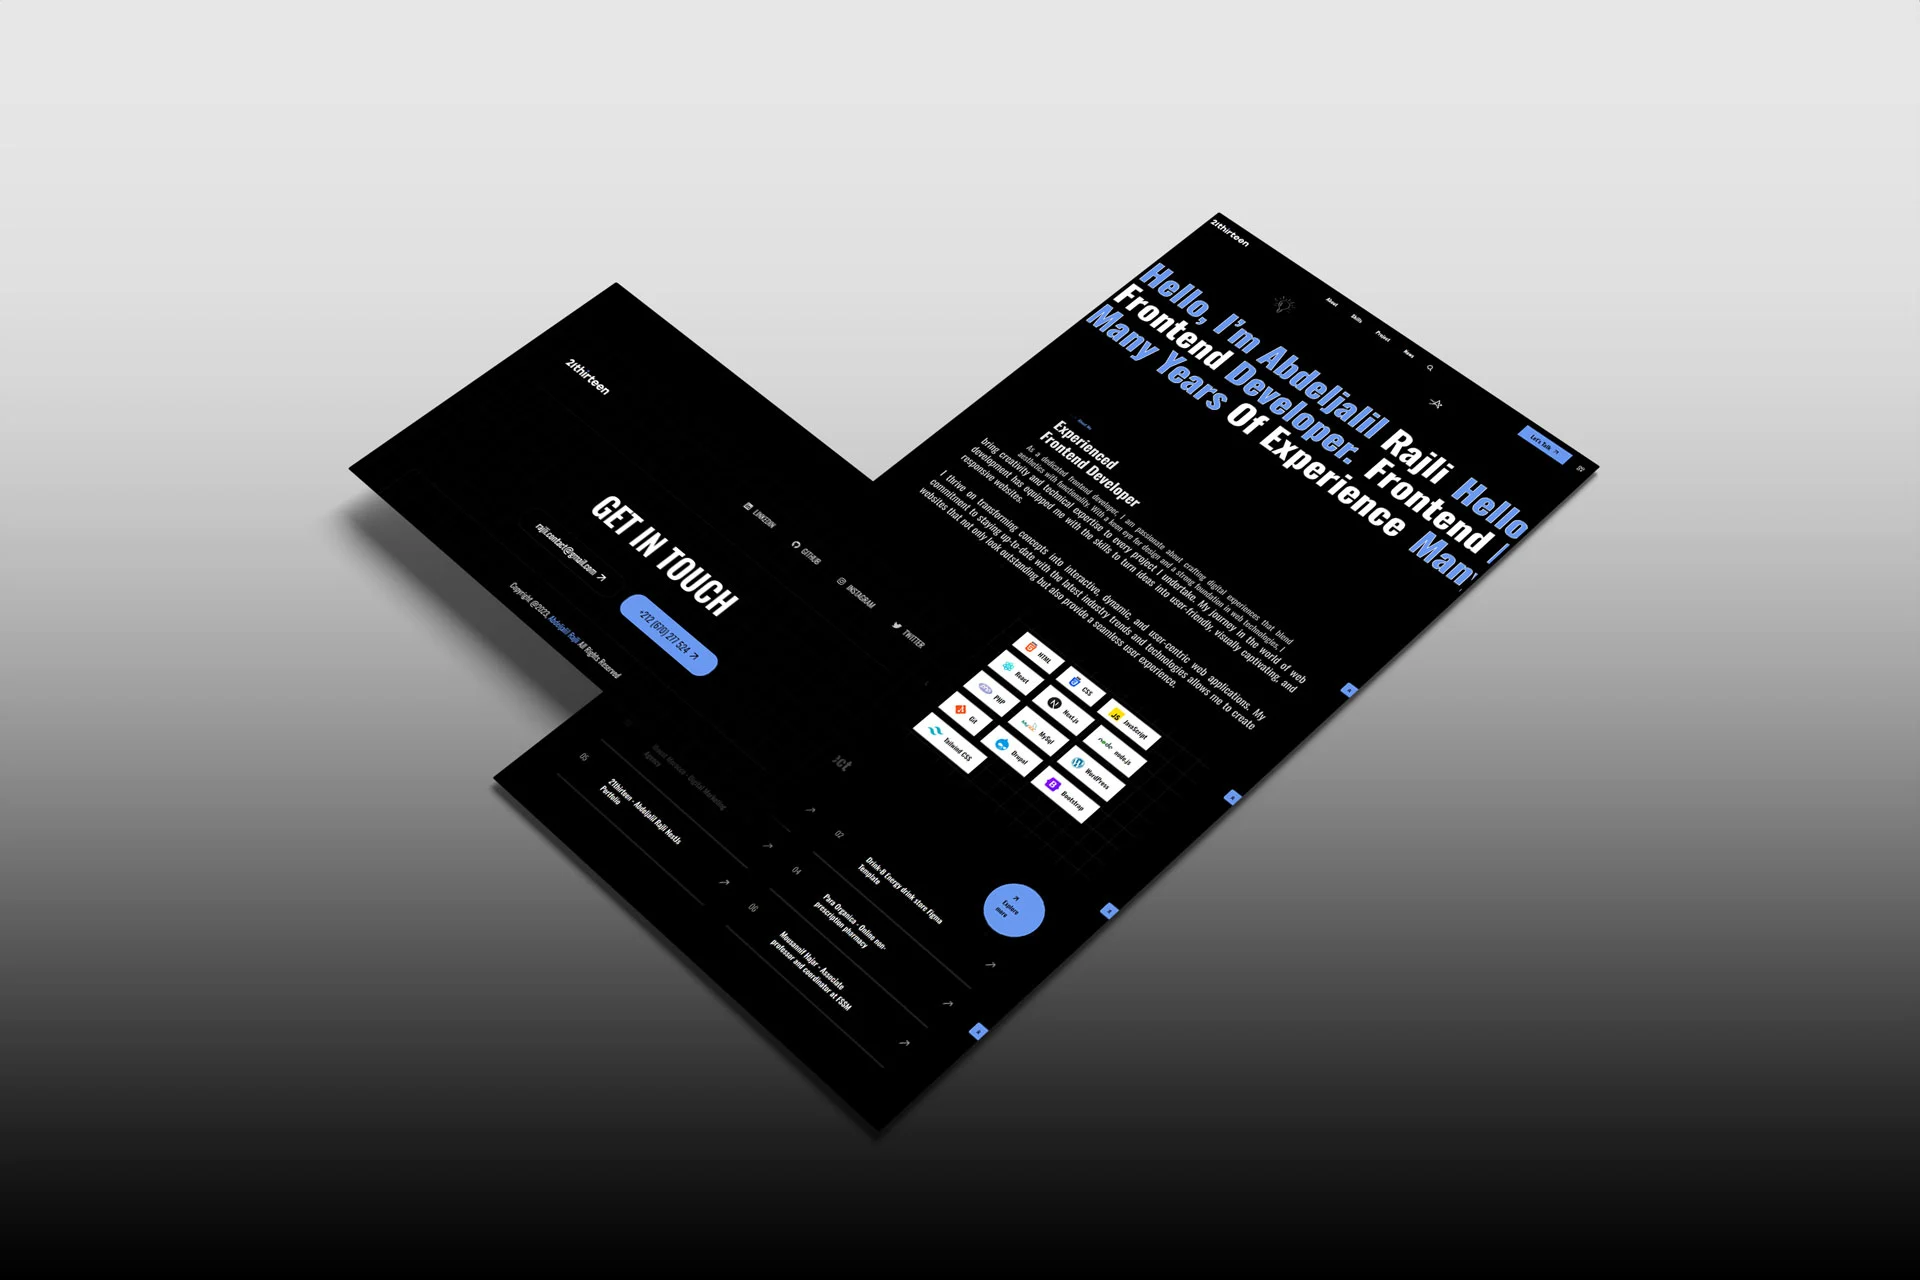 21thirteen
About
Skills
Project
News
Let's Talk
Hello, I'm Abdeljalil Rajli Hello
Frontend Developer. Frontend
Many Years Of Experience Many
About Me
Experienced
Frontend Developer
As a dedicated frontend developer, I am passionate about crafting digital experiences that blend
aesthetics with functionality. With a keen eye for design and a strong foundation in web technologies, I
bring creativity and technical expertise to every project I undertake. My journey in the world of web
development has equipped me with the skills to turn ideas into user-friendly, visually captivating, and
responsive websites.
I thrive on transforming concepts into interactive, dynamic, and user-centric web applications. My
commitment to staying up-to-date with the latest industry trends and technologies allows me to create
websites that not only look outstanding but also provide a seamless user experience.
HTML
CSS
JavaScript
React
Next.js
node.js
PHP
MySql
WordPress
Git
Drupal
Bootstrap
Tailwind CSS
Explore
more
ect
02
Drink-B Energy drink store Figma
Template
Agency
04
Para Organica - Online non-
prescription pharmacy
05
21thirteen - Abdeljalil Rajli NextJs
Portfolio
06
Mousannif Hajar - Associate
professor and coordinator at FSSM
21thirteen
GET IN TOUCH
rajli.contact@gmail.com
+212 (670) 217 524
LINKEDIN
GITHUB
INSTAGRAM
TWITTER
Copyright @2023, Abdeljalil Rajli All Rights Reserved